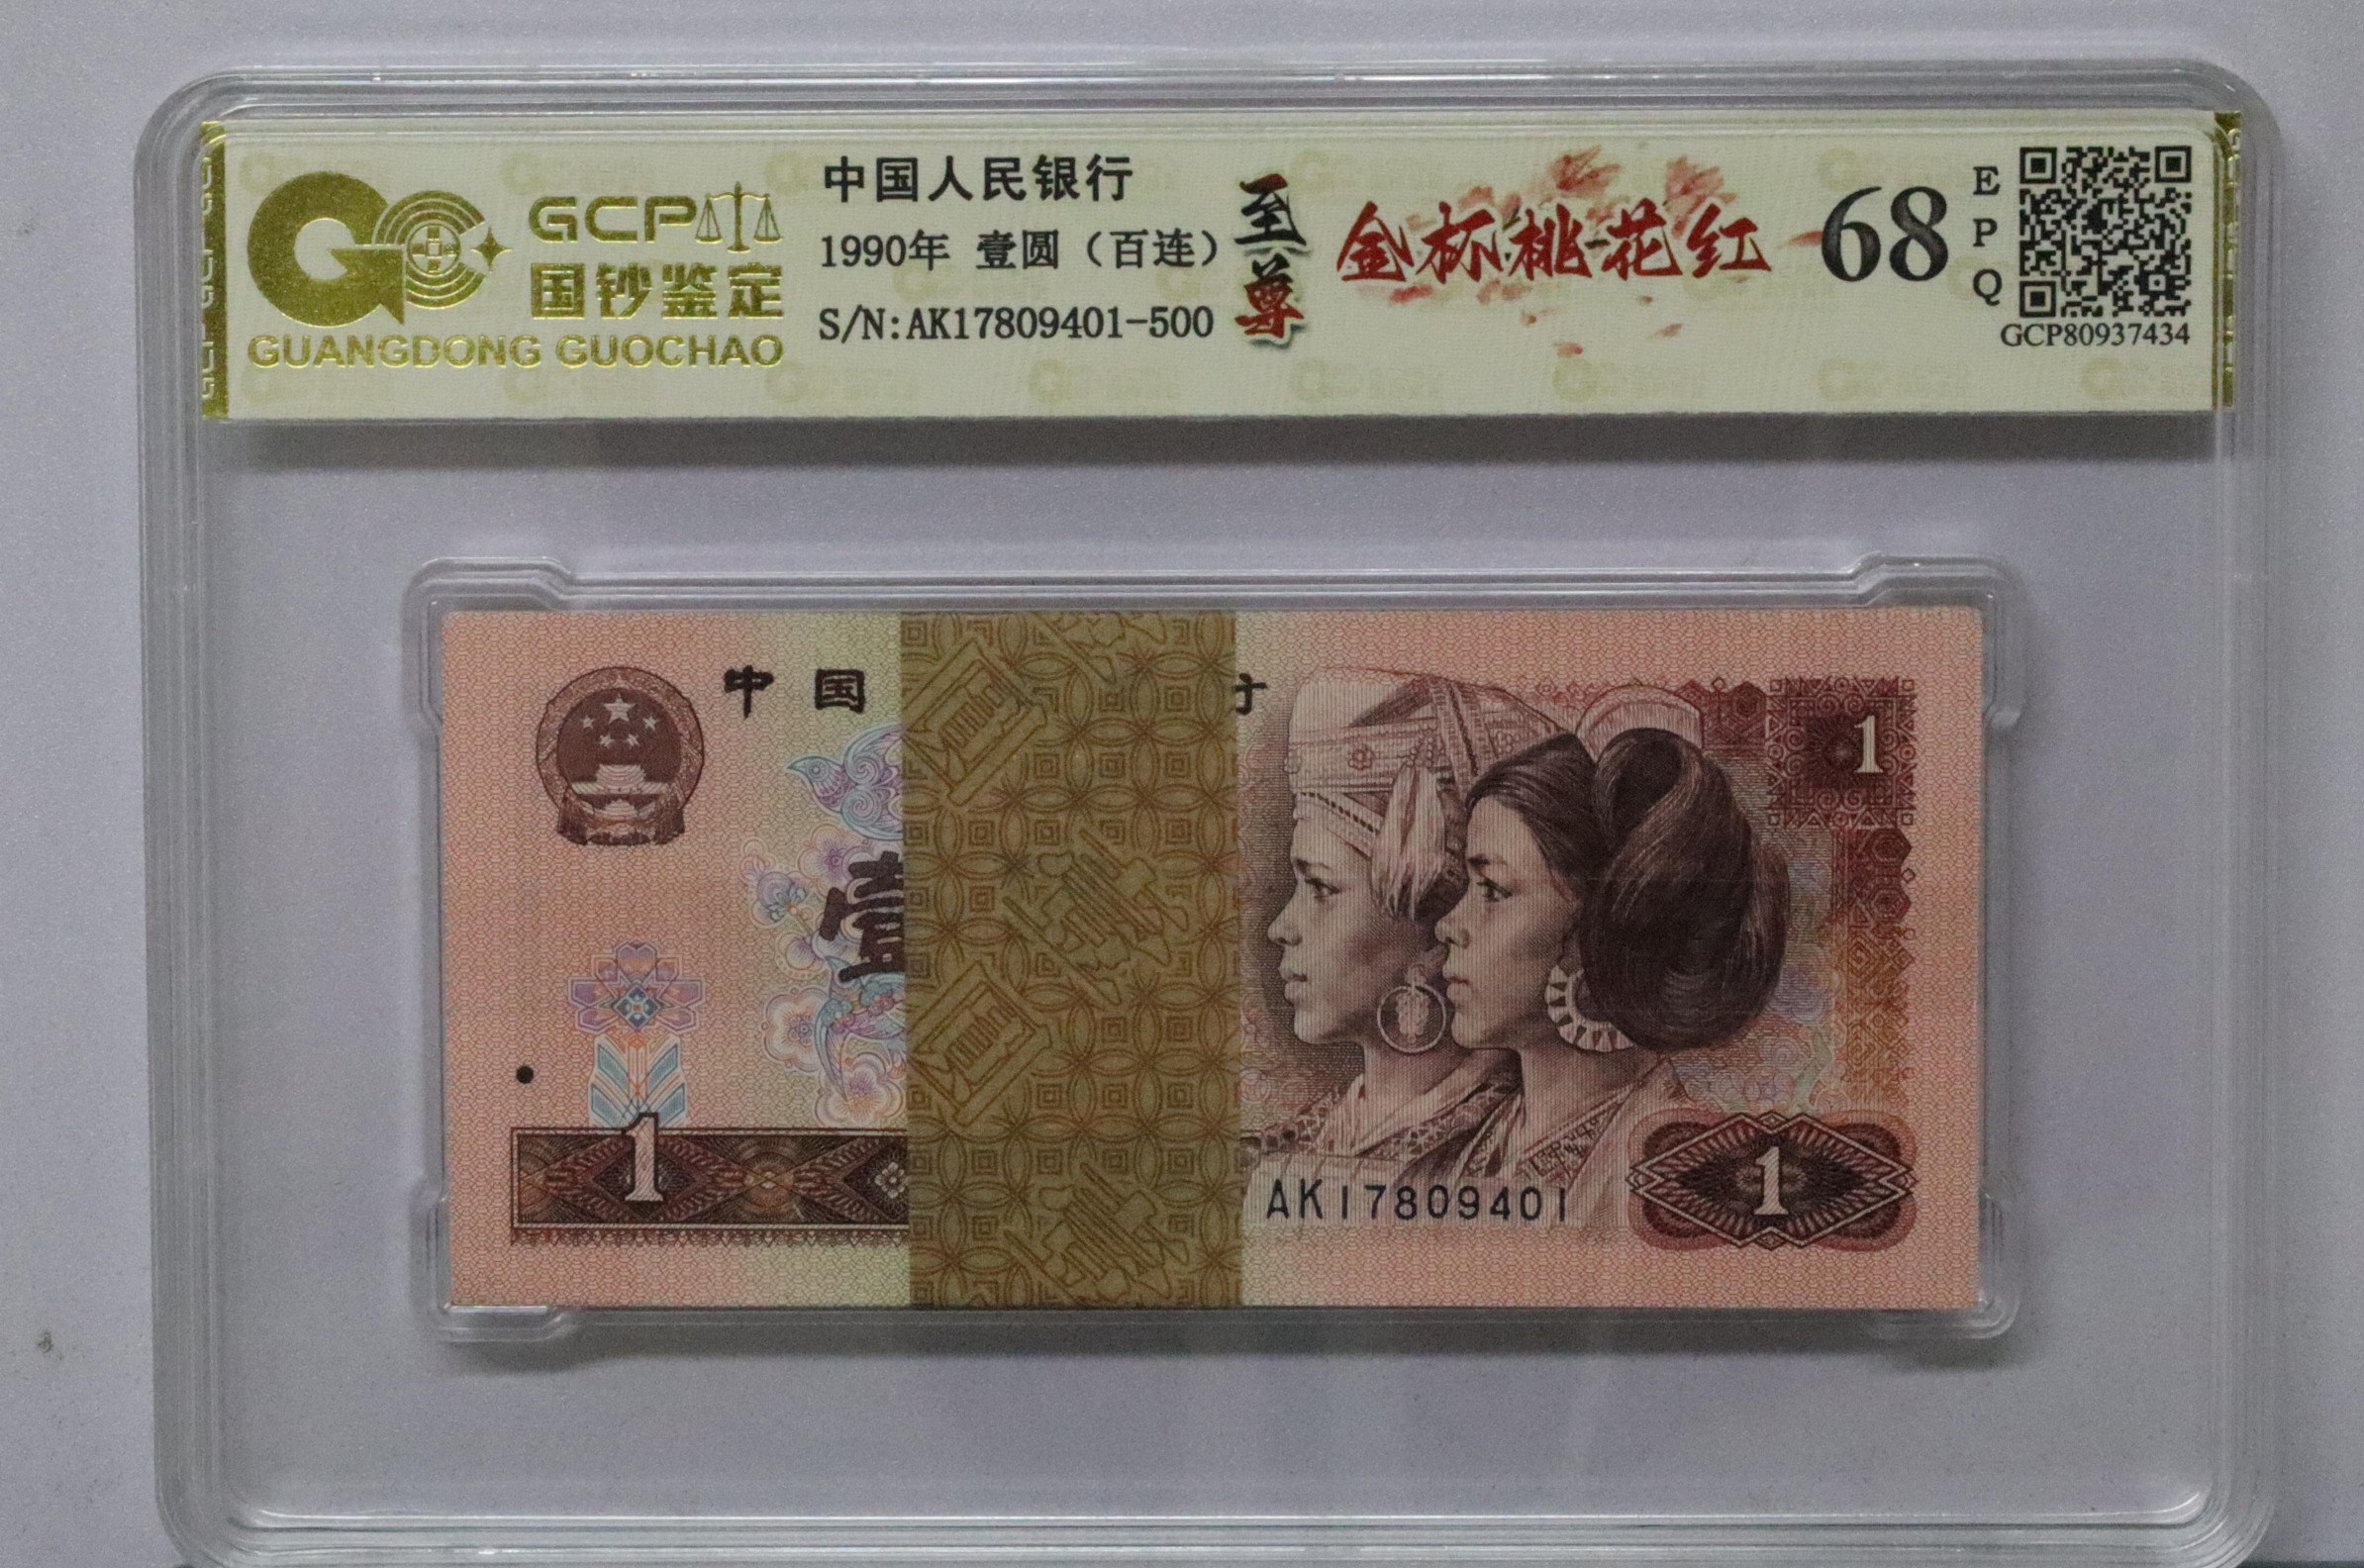 GCP
国钞鉴定
GUANGDONG GUOCHAO
中国人民银行
1990年 壹圆（百连）
S/N:AK17809401-500
至尊
金杯桃花红
68
EPQ
GCP80937434
中国
1
壹
1
AK17809401
1